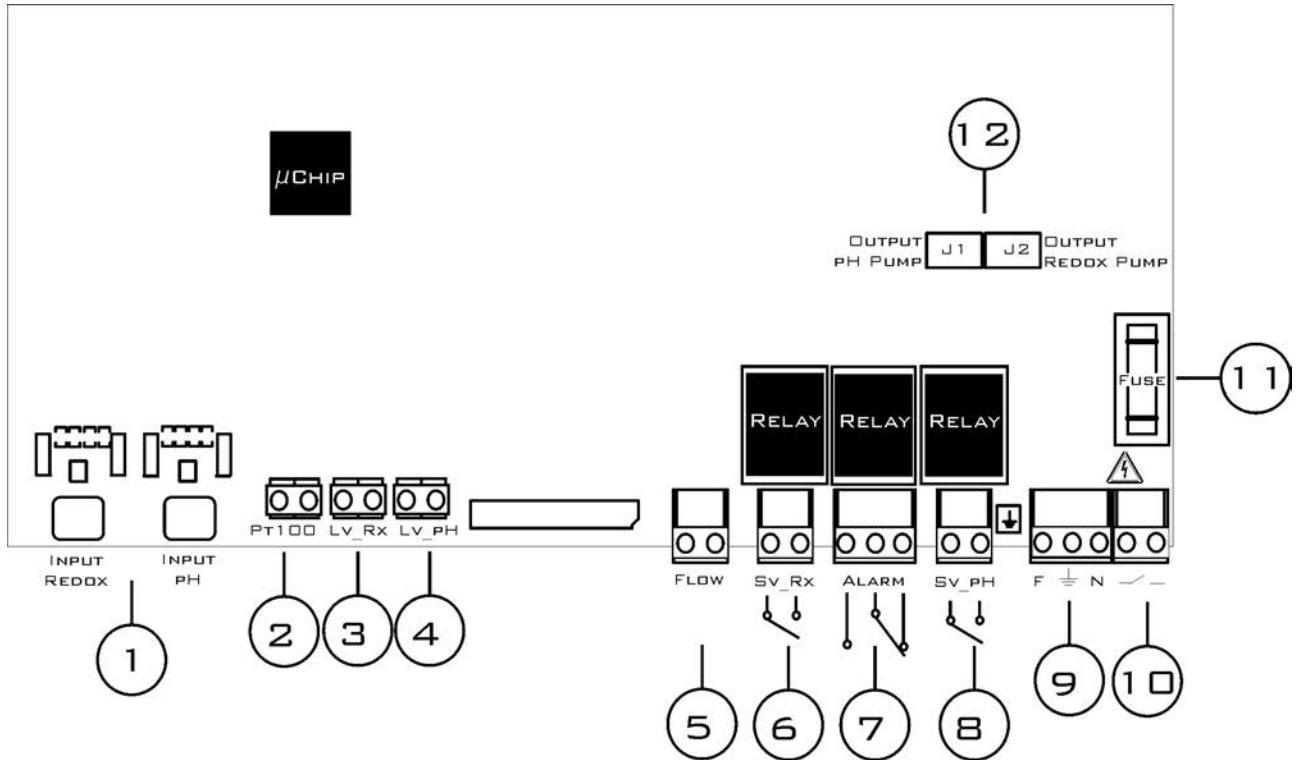 12
µCHIP
OUTPUT
PH PUMP
J1
J2
OUTPUT
REDOX PUMP
FUSE
11
RELAY
RELAY
RELAY
PT100
LV_RX
LV_PH
INPUT
REDOX
INPUT
PH
FLOW
SV_RX
ALARM
SV_PH
F
N
1
2
3
4
5
6
7
8
9
10